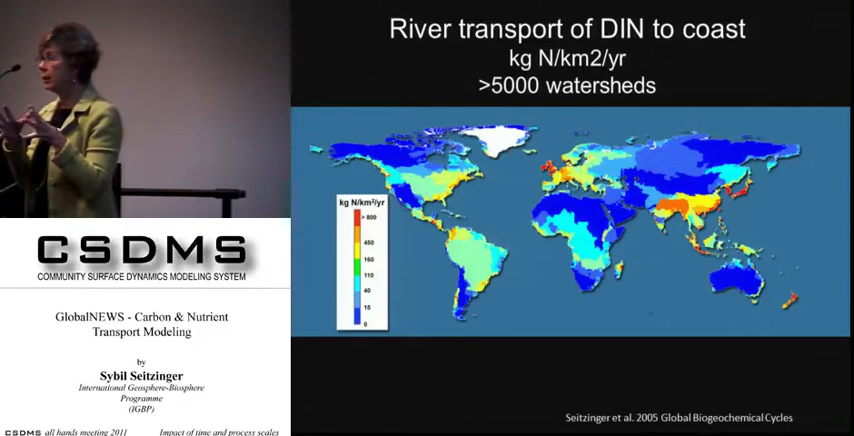 River transport of DIN to coast
kg N/km2/yr
>5000 watersheds
kg N/km²/yr
> 800
450
160
110
40
15
0
Seitzinger et al. 2005 Global Biogeochemical Cycles
CSDMS
COMMUNITY SURFACE DYNAMICS MODELING SYSTEM
GlobalNEWS - Carbon & Nutrient
Transport Modeling
by
Sybil Seitzinger
International Geosphere-Biosphere
Programme
(IGBP)
CSDMS all hands meeting 2011 Impact of time and process scales